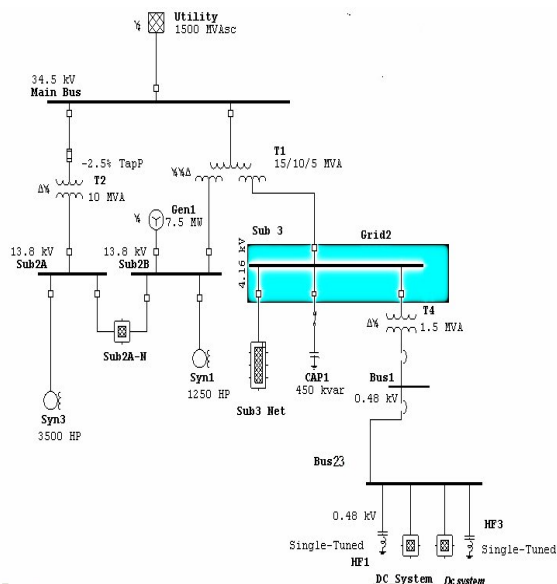 Utility
1500 MVAsc
34.5 kV
Main Bus
-2.5% TapP
T2
10 MVA
T1
15/10/5 MVA
Gen1
7.5 MW
Sub 3
Grid2
4.16 kV
13.8 kV
Sub2A
13.8 kV
Sub2B
T4
1.5 MVA
Sub2A-N
Syn1
1250 HP
CAP1
450 kvar
Sub3 Net
Bus1
0.48 kV
Syn3
3500 HP
Bus23
0.48 kV
HF3
Single-Tuned
Single-Tuned
HF1
DC System
Dc system